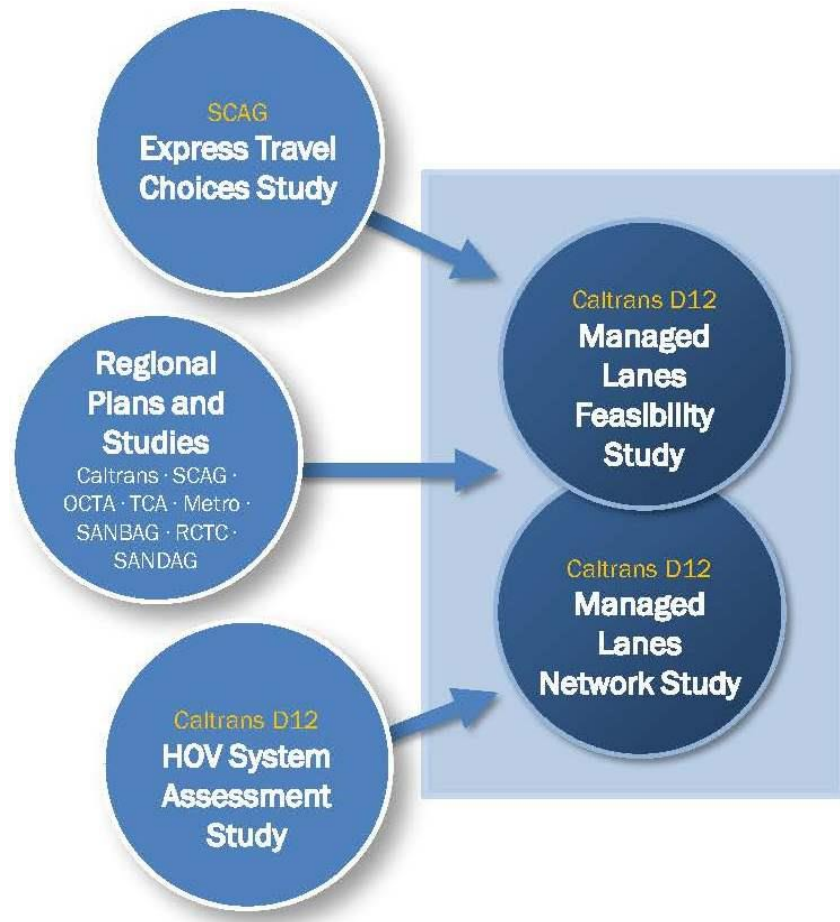 SCAG
Express Travel
Choices Study
Regional
Plans and
Studies
Caltrans · SCAG ·
OCTA · TCA · Metro ·
SANBAG · RCTC ·
SANDAG
Caltrans D12
HOV System
Assessment
Study
Caltrans D12
Managed
Lanes
Feasibility
Study
Caltrans D12
Managed
Lanes
Network Study